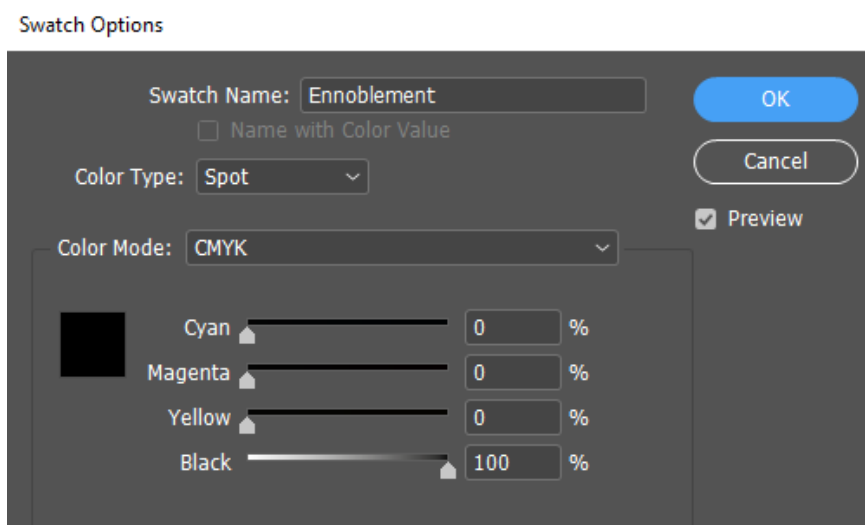 Swatch Options
Swatch Name: Ennoblement
Name with Color Value
Color Type: Spot
Color Mode: CMYK
Cyan 0 %
Magenta 0 %
Yellow 0 %
Black 100 %
OK
Cancel
Preview